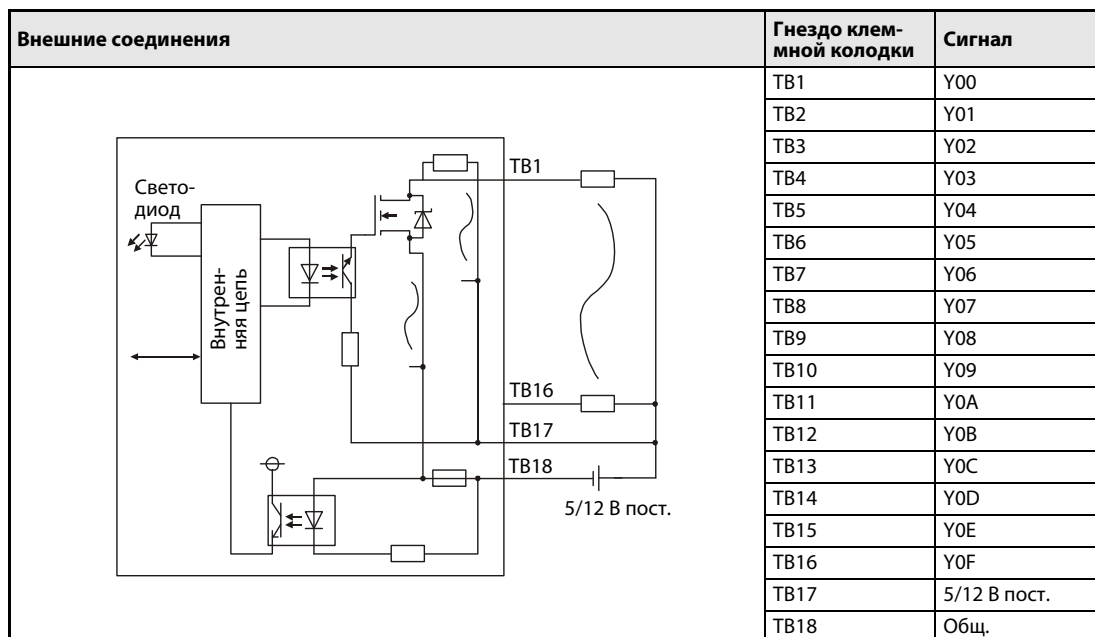 Внешние соединения
Гнездо клем-
мной колодки
Сигнал
TB1 Y00
TB2 Y01
TB3 Y02
TB4 Y03
TB5 Y04
TB6 Y05
TB7 Y06
TB8 Y07
TB9 Y08
TB10 Y09
TB11 Y0A
TB12 Y0B
TB13 Y0C
TB14 Y0D
TB15 Y0E
TB16 Y0F
TB17 5/12 В пост.
TB18 Общ.
Свето-
диод
Внутрен-
няя цепь
TB1
TB16
TB17
TB18
5/12 В пост.